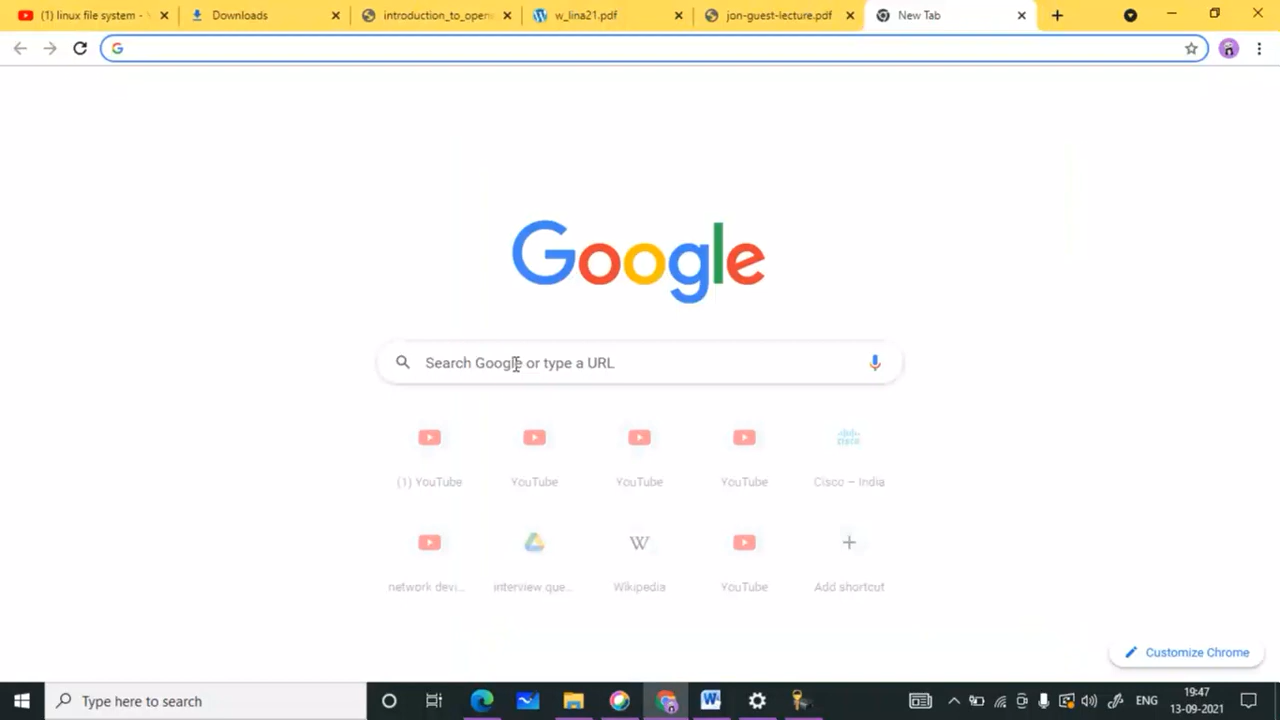 (1) linux file system -
Downloads
introduction_to_open
w_lina21.pdf
jon-guest-lecture.pdf
New Tab
Google
Search Google or type a URL
(1) YouTube
YouTube
YouTube
YouTube
Cisco – India
network devi...
interview que...
Wikipedia
YouTube
Add shortcut
Customize Chrome
Type here to search
ENG
19:47
13-09-2021